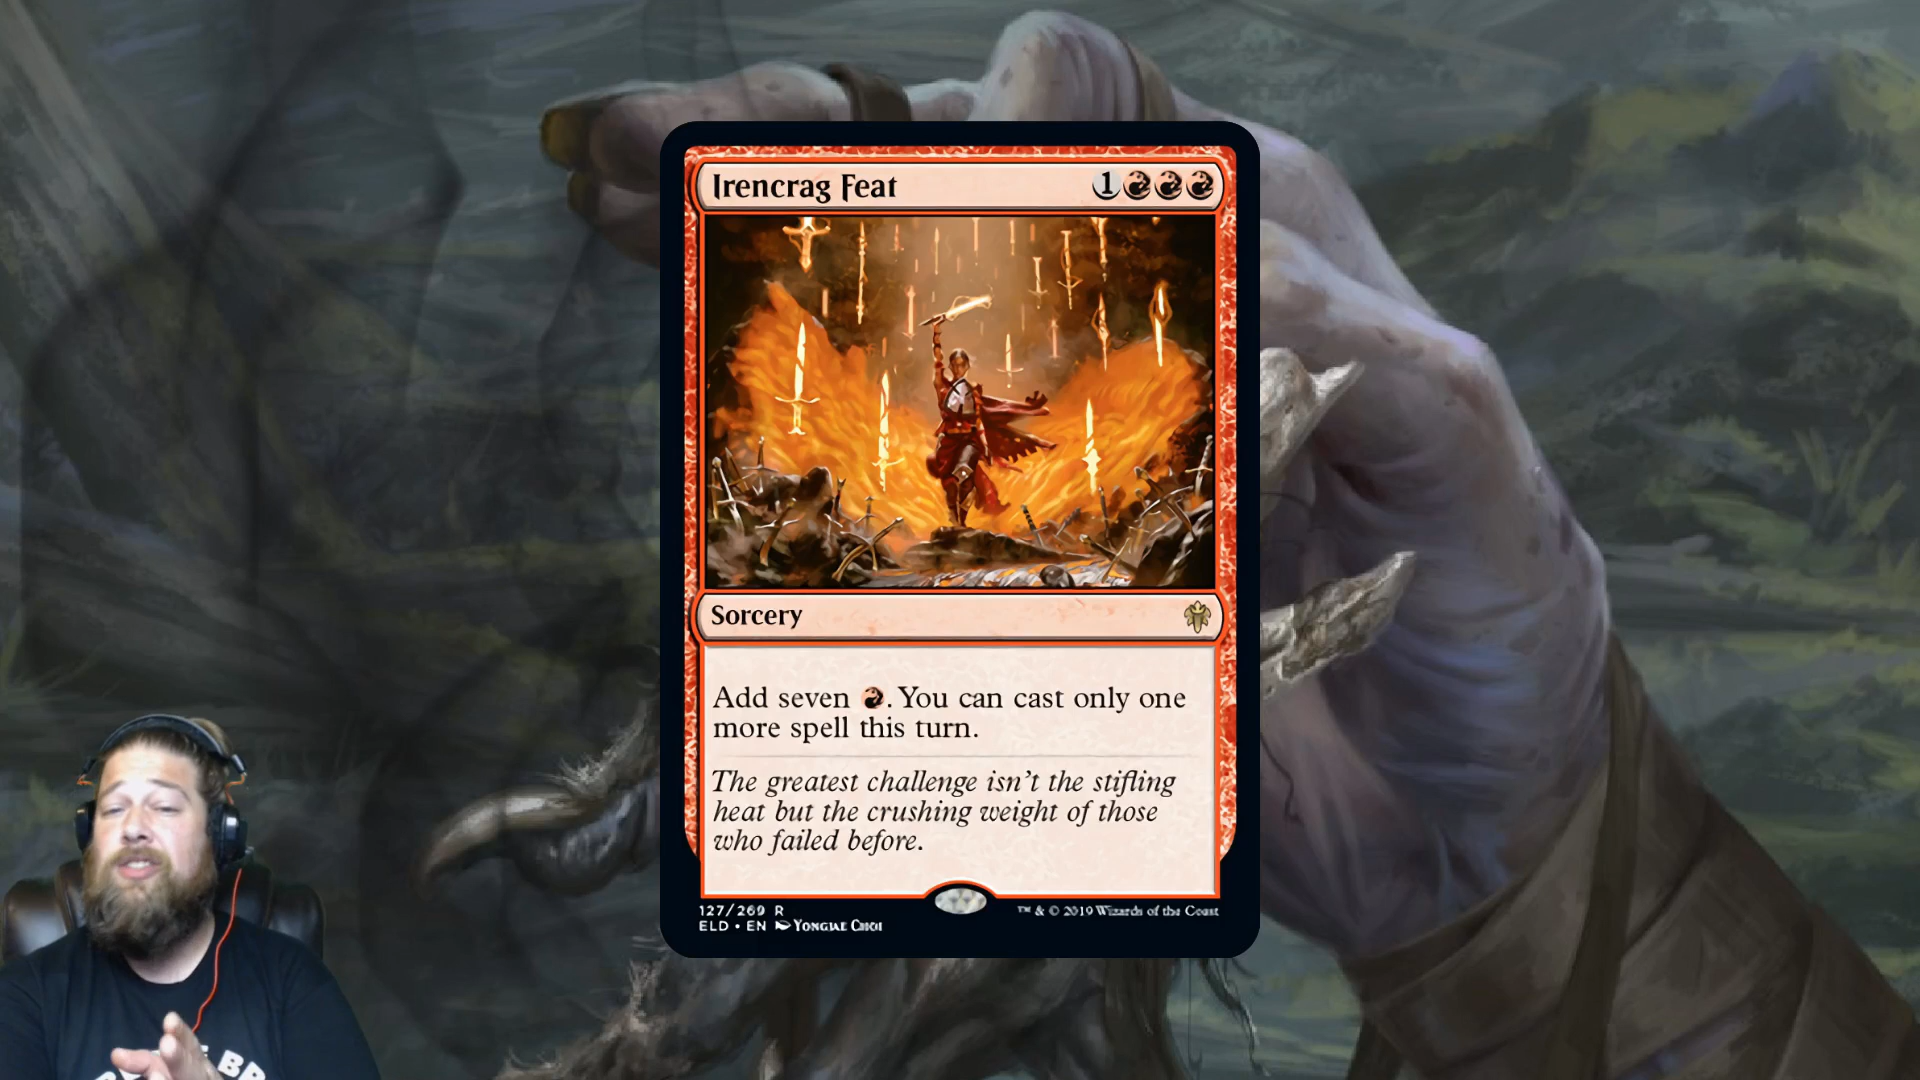 Irencrag Feat 1
Sorcery
Add seven . You can cast only one
more spell this turn.
The greatest challenge isn't the stifling
heat but the crushing weight of those
who failed before.
127/269 R
ELD • EN Yongjae Choi
™ & © 2019 Wizards of the Coast